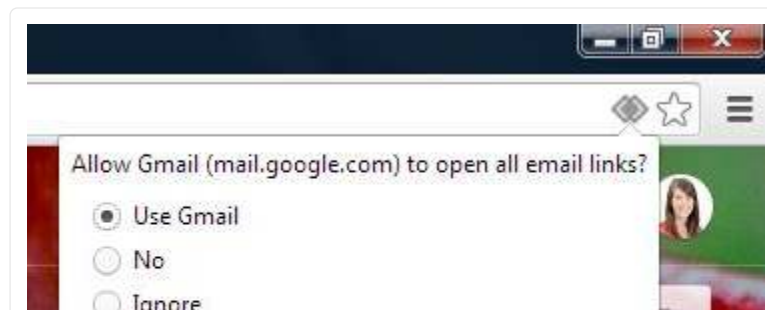 Allow Gmail (mail.google.com) to open all email links?
Use Gmail
No
Ignore